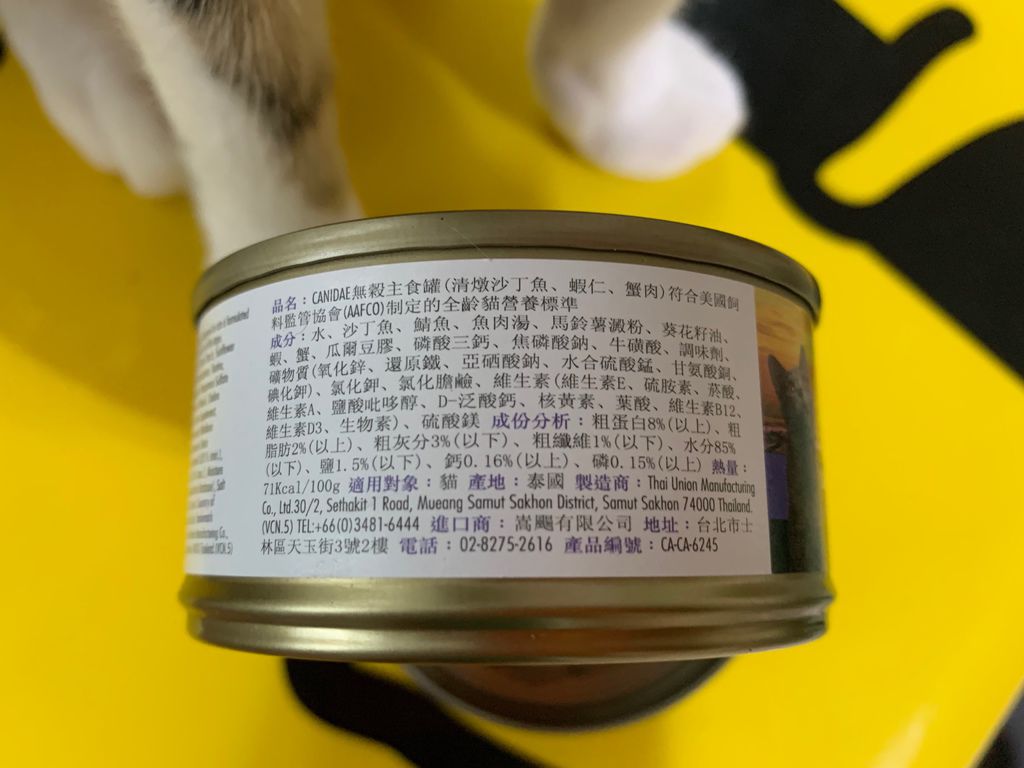 品名：CANIDAE無穀主食罐(清燉沙丁魚、蝦仁、蟹肉)符合美國飼
料監管協會(AAFCO)制定的全齡貓營養標準
成分：水、沙丁魚、鯖魚、魚肉湯、馬鈴薯澱粉、葵花籽油、
蝦、蟹、瓜爾豆膠、磷酸三鈣、焦磷酸鈉、牛磺酸、調味劑、
礦物質(氧化鋅、還原鐵、亞硒酸鈉、水合硫酸錳、甘氨酸銅、
碘化鉀)、氯化鉀、氯化膽鹼、維生素(維生素E、硫胺素、菸酸、
維生素A、鹽酸吡哆醇、D-泛酸鈣、核黃素、葉酸、維生素B12、
維生素D3、生物素)、硫酸鎂 成份分析：粗蛋白8%(以上)、粗
脂肪2%(以上)、粗灰分3%(以下)、粗纖維1%(以下)、水分85%
(以下)、鹽1.5%(以下)、鈣0.16%(以上)、磷0.15%(以上) 熱量：
71Kcal/100g 適用對象：貓 產地：泰國 製造商：Thai Union Manufacturing
Co., Ltd.30/2, Sethakit 1 Road, Mueang Samut Sakhon District, Samut Sakhon 74000 Thailand.
(VCN.5) TEL:+66(0)3481-6444 進口商：嵩颺有限公司 地址：台北市士
林區天玉街3號2樓 電話：02-8275-2616 產品編號：CA-CA-6245